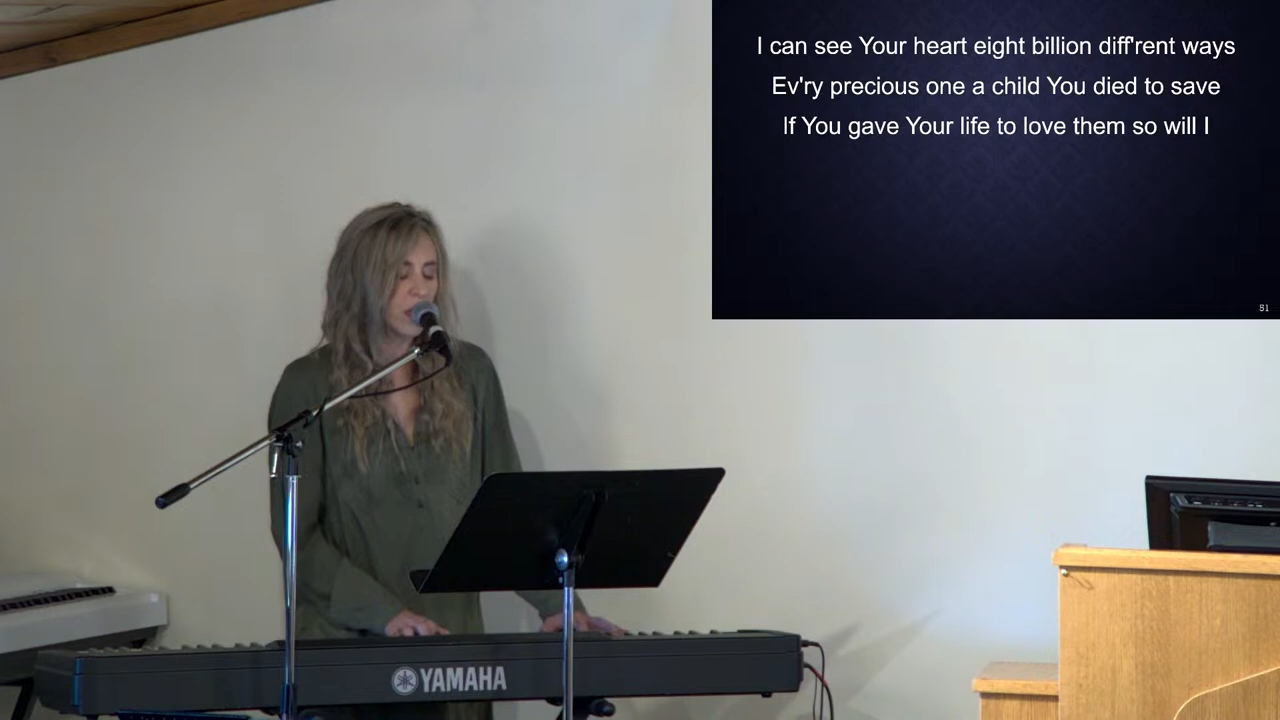 I can see Your heart eight billion diff'rent ways
Ev'ry precious one a child You died to save
If You gave Your life to love them so will I
51
YAMAHA